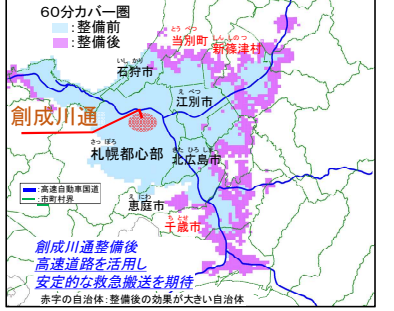 60分カバー圏
:整備前
:整備後
とう べつ
当別町
しん しの つ
新篠津村
いし かり
石狩市
え べつ
江別市
創成川通
さっ ぽろ
札幌都心部
きた ひろ しま
北広島市
:高速自動車国道
:市町村界
え にわ
恵庭市
ち とせ
千歳市
創成川通整備後
高速道路を活用し
安定的な救急搬送を期待
赤字の自治体:整備後の効果が大きい自治体